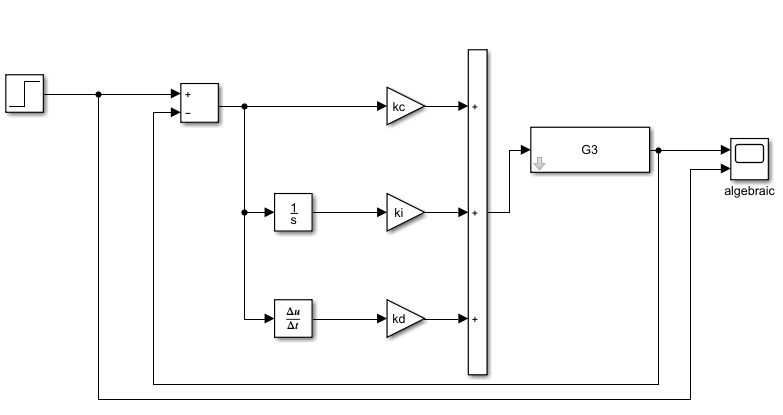 +
−
kc
+
G3
algebraic
1
s
ki
+
Δu
Δt
kd
+